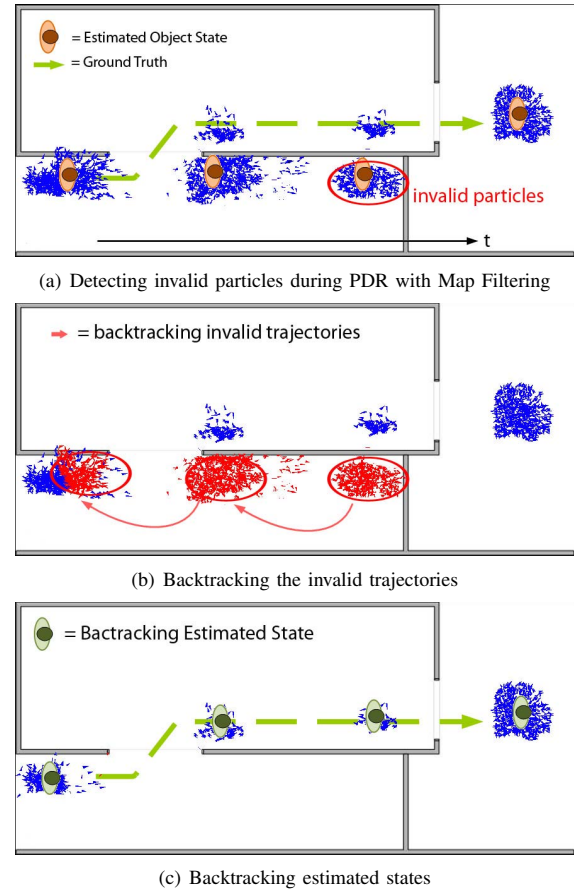 = Estimated Object State
= Ground Truth
invalid particles
t
(a) Detecting invalid particles during PDR with Map Filtering
= backtracking invalid trajectories
(b) Backtracking the invalid trajectories
= Bactracking Estimated State
(c) Backtracking estimated states